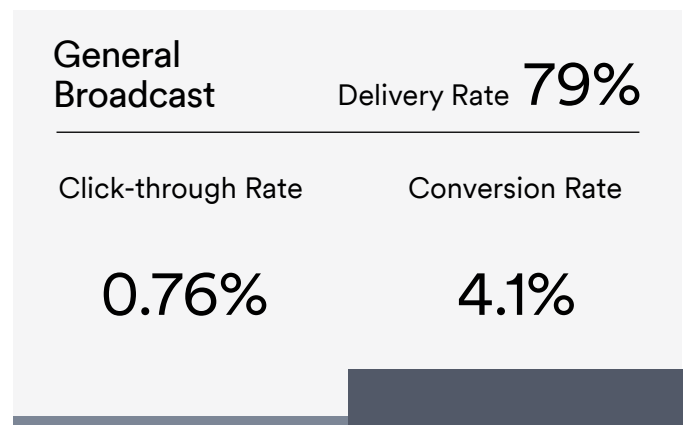 General
Broadcast
Delivery Rate 79%
Click-through Rate
Conversion Rate
0.76%
4.1%